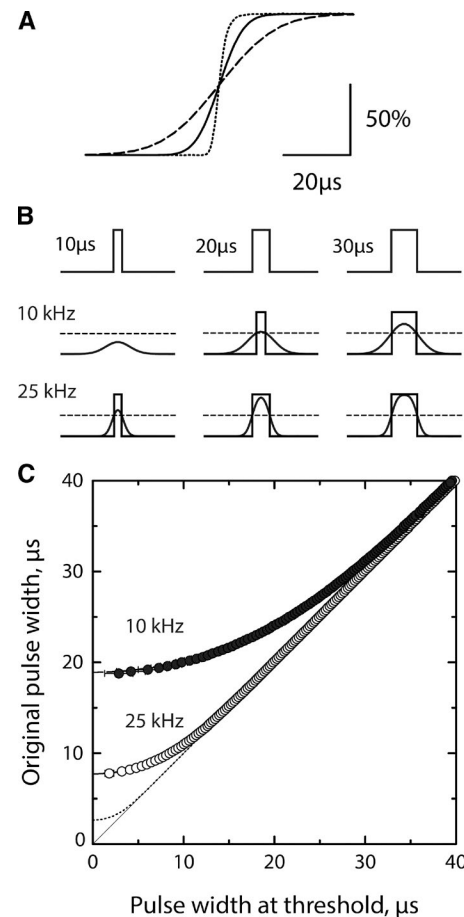 A
50%
20µs
B
10µs 20µs 30µs
10 kHz
25 kHz
C
40
30
20
10
0
Original pulse width, µs
10 kHz
25 kHz
0 10 20 30 40
Pulse width at threshold, µs